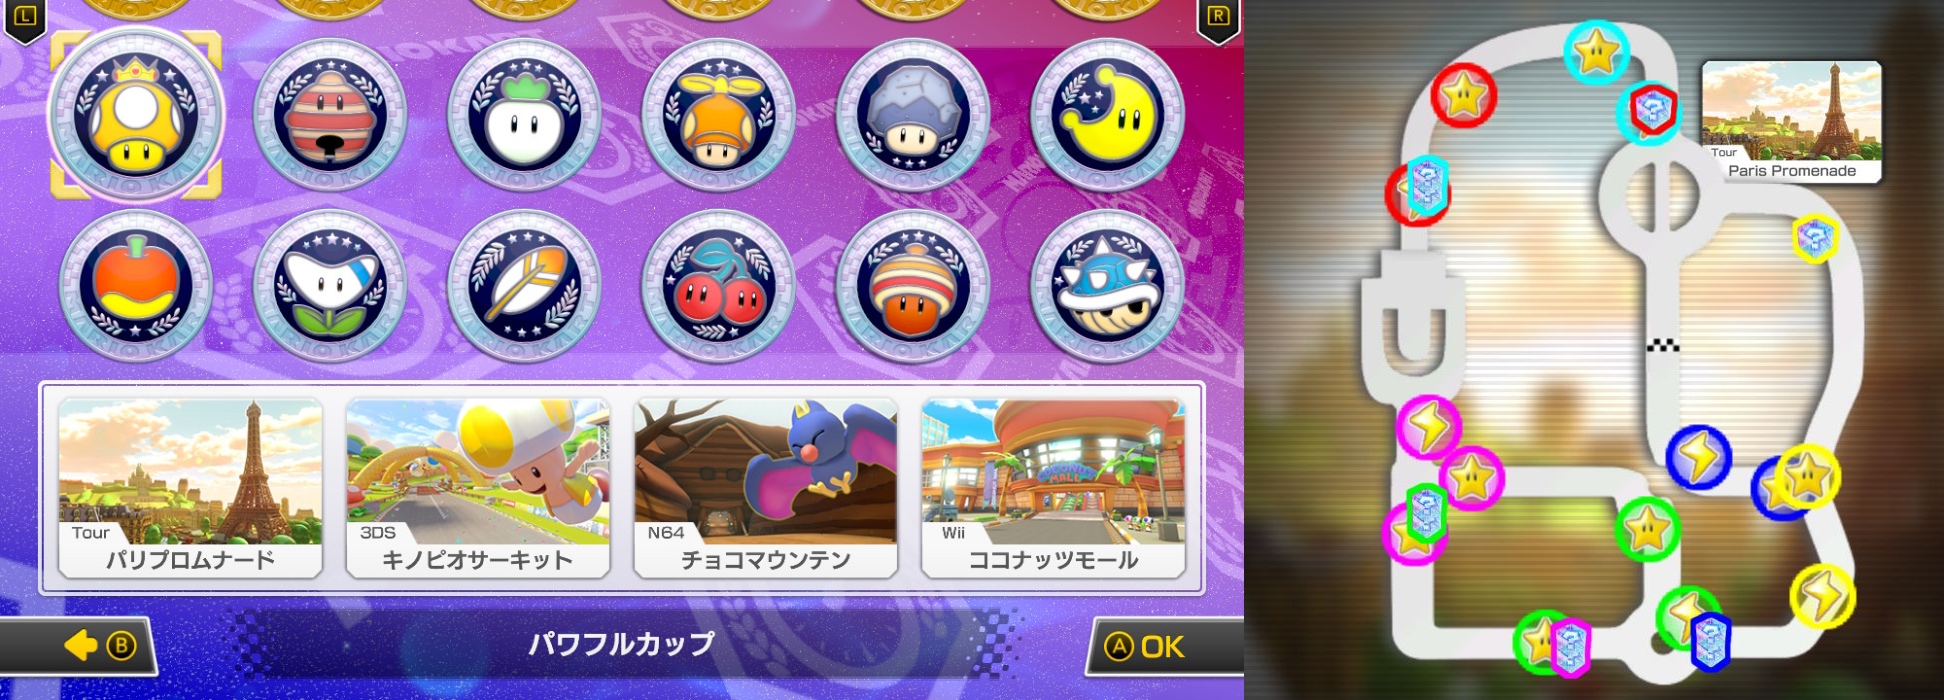 L
R
Tour
パリプロムナード
3DS
キノピオサーキット
N64
チョコマウンテン
COCONUT
MALL
Wii
ココナッツモール
B
パワフルカップ
A OK
Tour
Paris Promenade